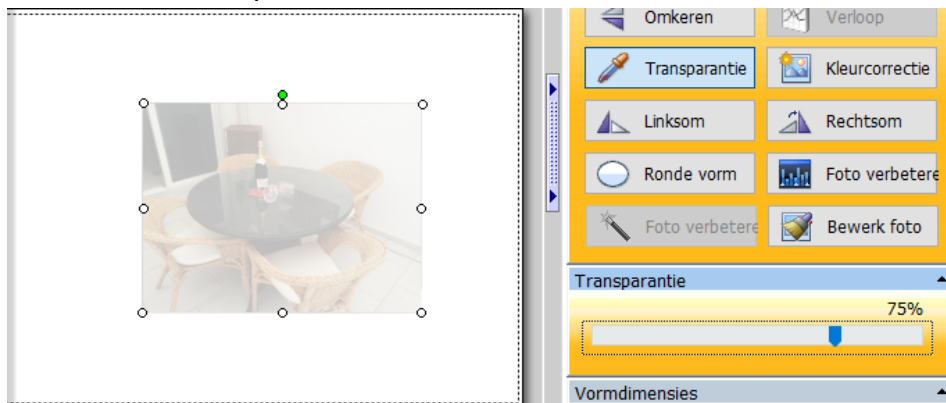 Omkeren Verloop
Transparantie Kleurcorrectie
Linksom Rechtsom
Ronde vorm Foto verbetere
Foto verbetere Bewerk foto
Transparantie
75%
Vormdimensies